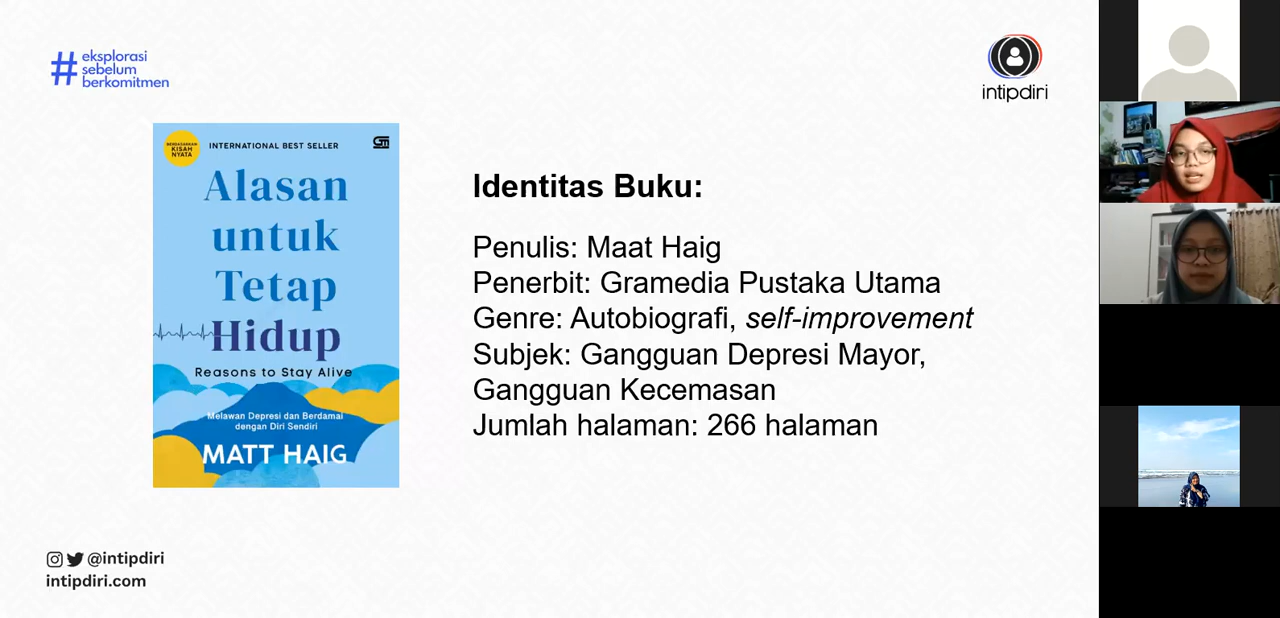 #eksplorasi
sebelum
berkomitmen
intipdiri
BERDASARKAN
KISAH
NYATA
INTERNATIONAL BEST SELLER
GM
Alasan
untuk
Tetap
Hidup
Reasons to Stay Alive
Melawan Depresi dan Berdamai
dengan Diri Sendiri
MATT HAIG
Identitas Buku:
Penulis: Maat Haig
Penerbit: Gramedia Pustaka Utama
Genre: Autobiografi, self-improvement
Subjek: Gangguan Depresi Mayor,
Gangguan Kecemasan
Jumlah halaman: 266 halaman
@intipdiri
intipdiri.com